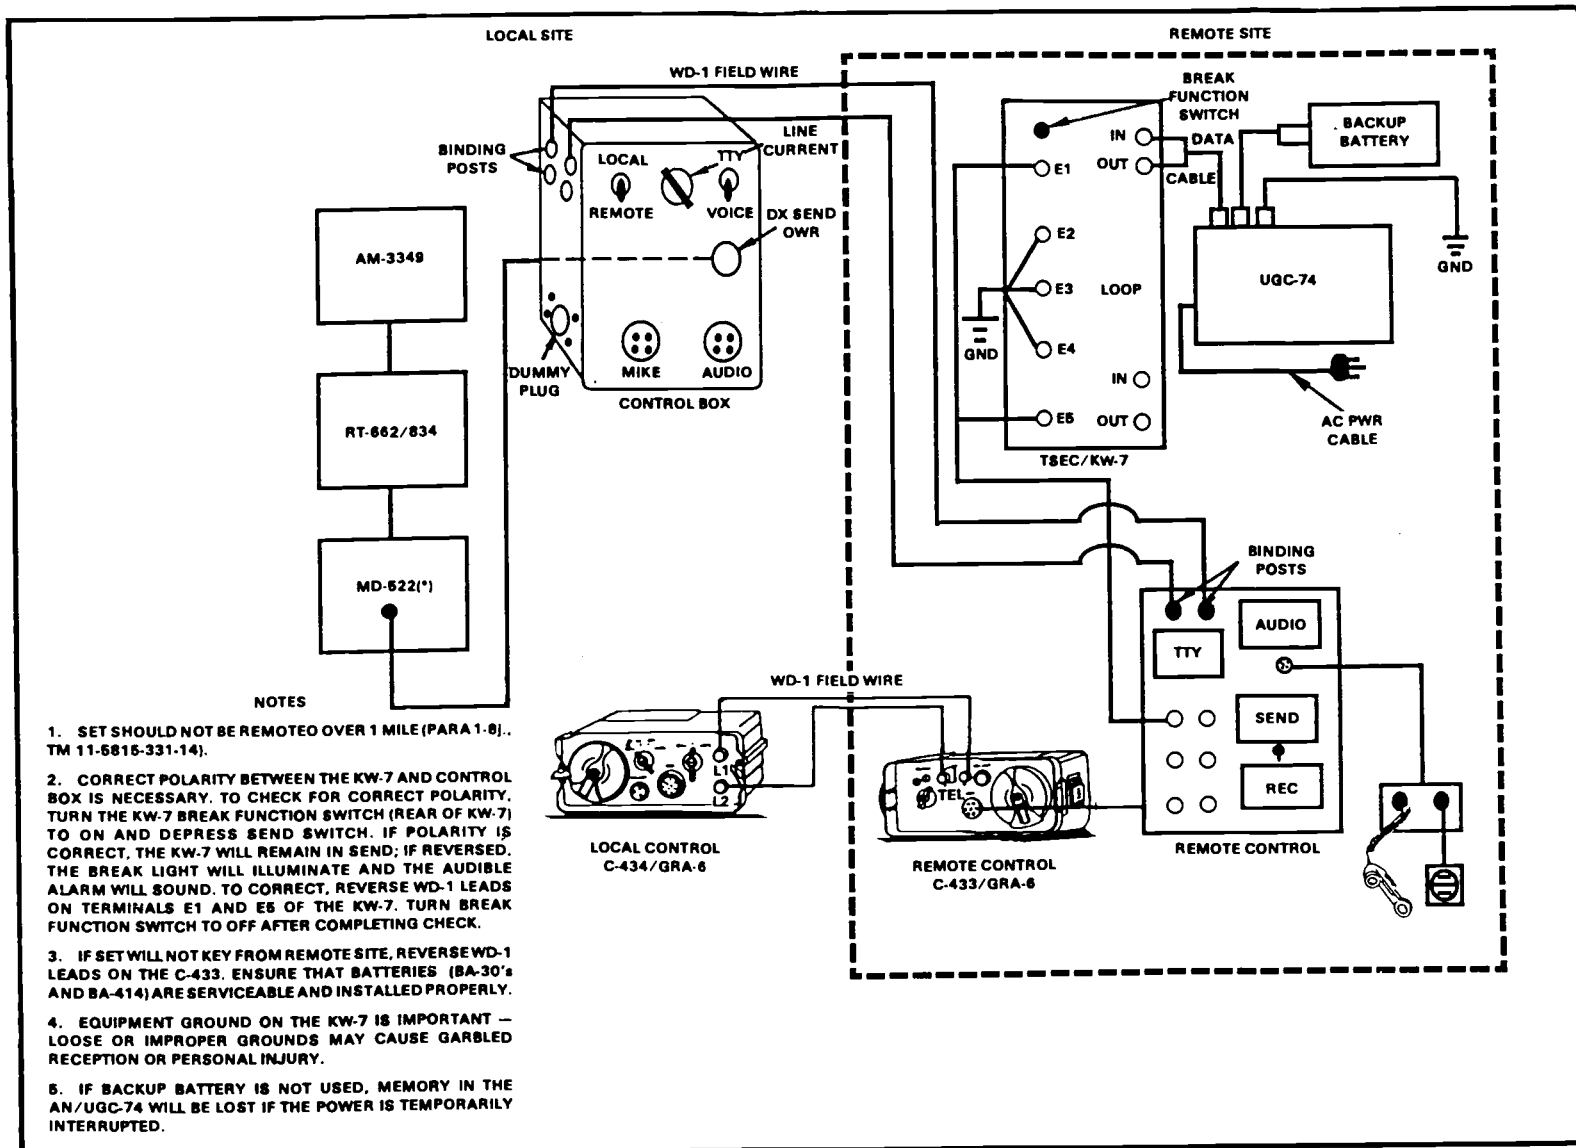 LOCAL SITE
REMOTE SITE
WD-1 FIELD WIRE
BINDING
POSTS
LOCAL
REMOTE
TTY
VOICE
LINE
CURRENT
DX SEND
OWR
DUMMY
PLUG
MIKE
AUDIO
CONTROL BOX
AM-3349
RT-662/834
MD-522(*)
BREAK
FUNCTION
SWITCH
IN
OUT
DATA
CABLE
E1
E2
E3
E4
E5
LOOP
IN
OUT
GND
TSEC/KW-7
BACKUP
BATTERY
GND
UGC-74
AC PWR
CABLE
BINDING
POSTS
TTY
AUDIO
SEND
REC
REMOTE CONTROL
WD-1 FIELD WIRE
L1
L2
LOCAL CONTROL
C-434/GRA-6
TEL
REMOTE CONTROL
C-433/GRA-6
NOTES
1. SET SHOULD NOT BE REMOTED OVER 1 MILE (PARA 1-8j.,
TM 11-5815-331-14).
2. CORRECT POLARITY BETWEEN THE KW-7 AND CONTROL
BOX IS NECESSARY. TO CHECK FOR CORRECT POLARITY,
TURN THE KW-7 BREAK FUNCTION SWITCH (REAR OF KW-7)
TO ON AND DEPRESS SEND SWITCH. IF POLARITY IS
CORRECT, THE KW-7 WILL REMAIN IN SEND; IF REVERSED,
THE BREAK LIGHT WILL ILLUMINATE AND THE AUDIBLE
ALARM WILL SOUND. TO CORRECT, REVERSE WD-1 LEADS
ON TERMINALS E1 AND E5 OF THE KW-7. TURN BREAK
FUNCTION SWITCH TO OFF AFTER COMPLETING CHECK.
3. IF SET WILL NOT KEY FROM REMOTE SITE, REVERSE WD-1
LEADS ON THE C-433. ENSURE THAT BATTERIES (BA-30's
AND BA-414) ARE SERVICEABLE AND INSTALLED PROPERLY.
4. EQUIPMENT GROUND ON THE KW-7 IS IMPORTANT —
LOOSE OR IMPROPER GROUNDS MAY CAUSE GARBLED
RECEPTION OR PERSONAL INJURY.
5. IF BACKUP BATTERY IS NOT USED, MEMORY IN THE
AN/UGC-74 WILL BE LOST IF THE POWER IS TEMPORARILY
INTERRUPTED.